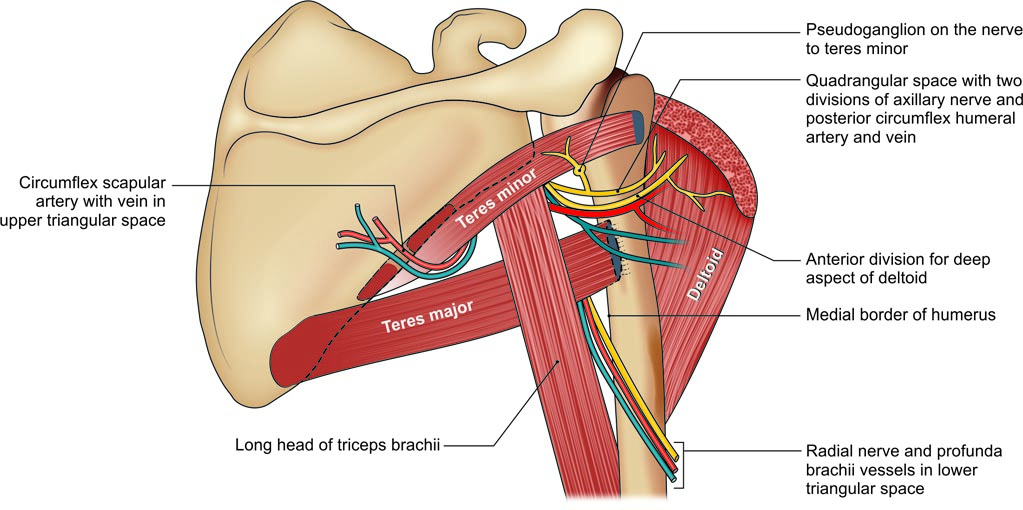 Pseudoganglion on the nerve
to teres minor
Quadrangular space with two
divisions of axillary nerve and
posterior circumflex humeral
artery and vein
Circumflex scapular
artery with vein in
upper triangular space
Teres minor
Anterior division for deep
aspect of deltoid
Deltoid
Medial border of humerus
Teres major
Long head of triceps brachii
Radial nerve and profunda
brachii vessels in lower
triangular space